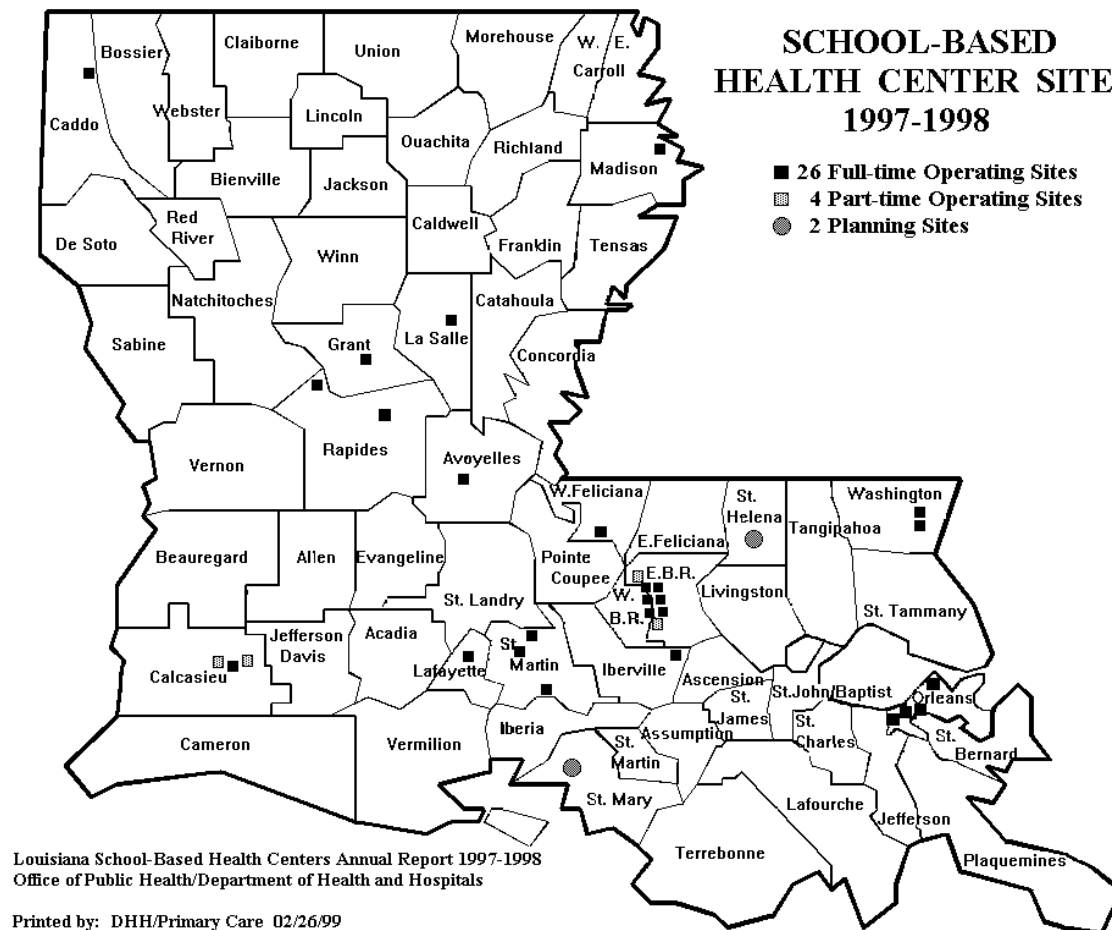 SCHOOL-BASED
HEALTH CENTER SITE
1997-1998
26 Full-time Operating Sites
4 Part-time Operating Sites
2 Planning Sites
Bossier
Claiborne
Union
Morehouse
W.
E.
Carroll
Caddo
Webster
Lincoln
Ouachita
Richland
Madison
Bienville
Jackson
De Soto
Red
River
Caldwell
Winn
Franklin
Tensas
Natchitoches
Catahoula
Sabine
Grant
La Salle
Concordia
Vernon
Rapides
Avoyelles
W.Feliciana
St.
Helena
Washington
Tangipahoa
E.Feliciana
Beauregard
Allen
Evangeline
Pointe
Coupee
E.B.R.
W.
B.R.
Livingston
St. Landry
St. Tammany
Jefferson
Davis
Acadia
Calcasieu
Lafayette
St.
Martin
Iberville
Ascension
St.John/Baptist
Orleans
St.
James
St.
Charles
St.
Bernard
Cameron
Vermilion
Iberia
Assumption
St.
Martin
St. Mary
Lafourche
Jefferson
Terrebonne
Plaquemines
Louisiana School-Based Health Centers Annual Report 1997-1998
Office of Public Health/Department of Health and Hospitals
Printed by: DHH/Primary Care 02/26/99